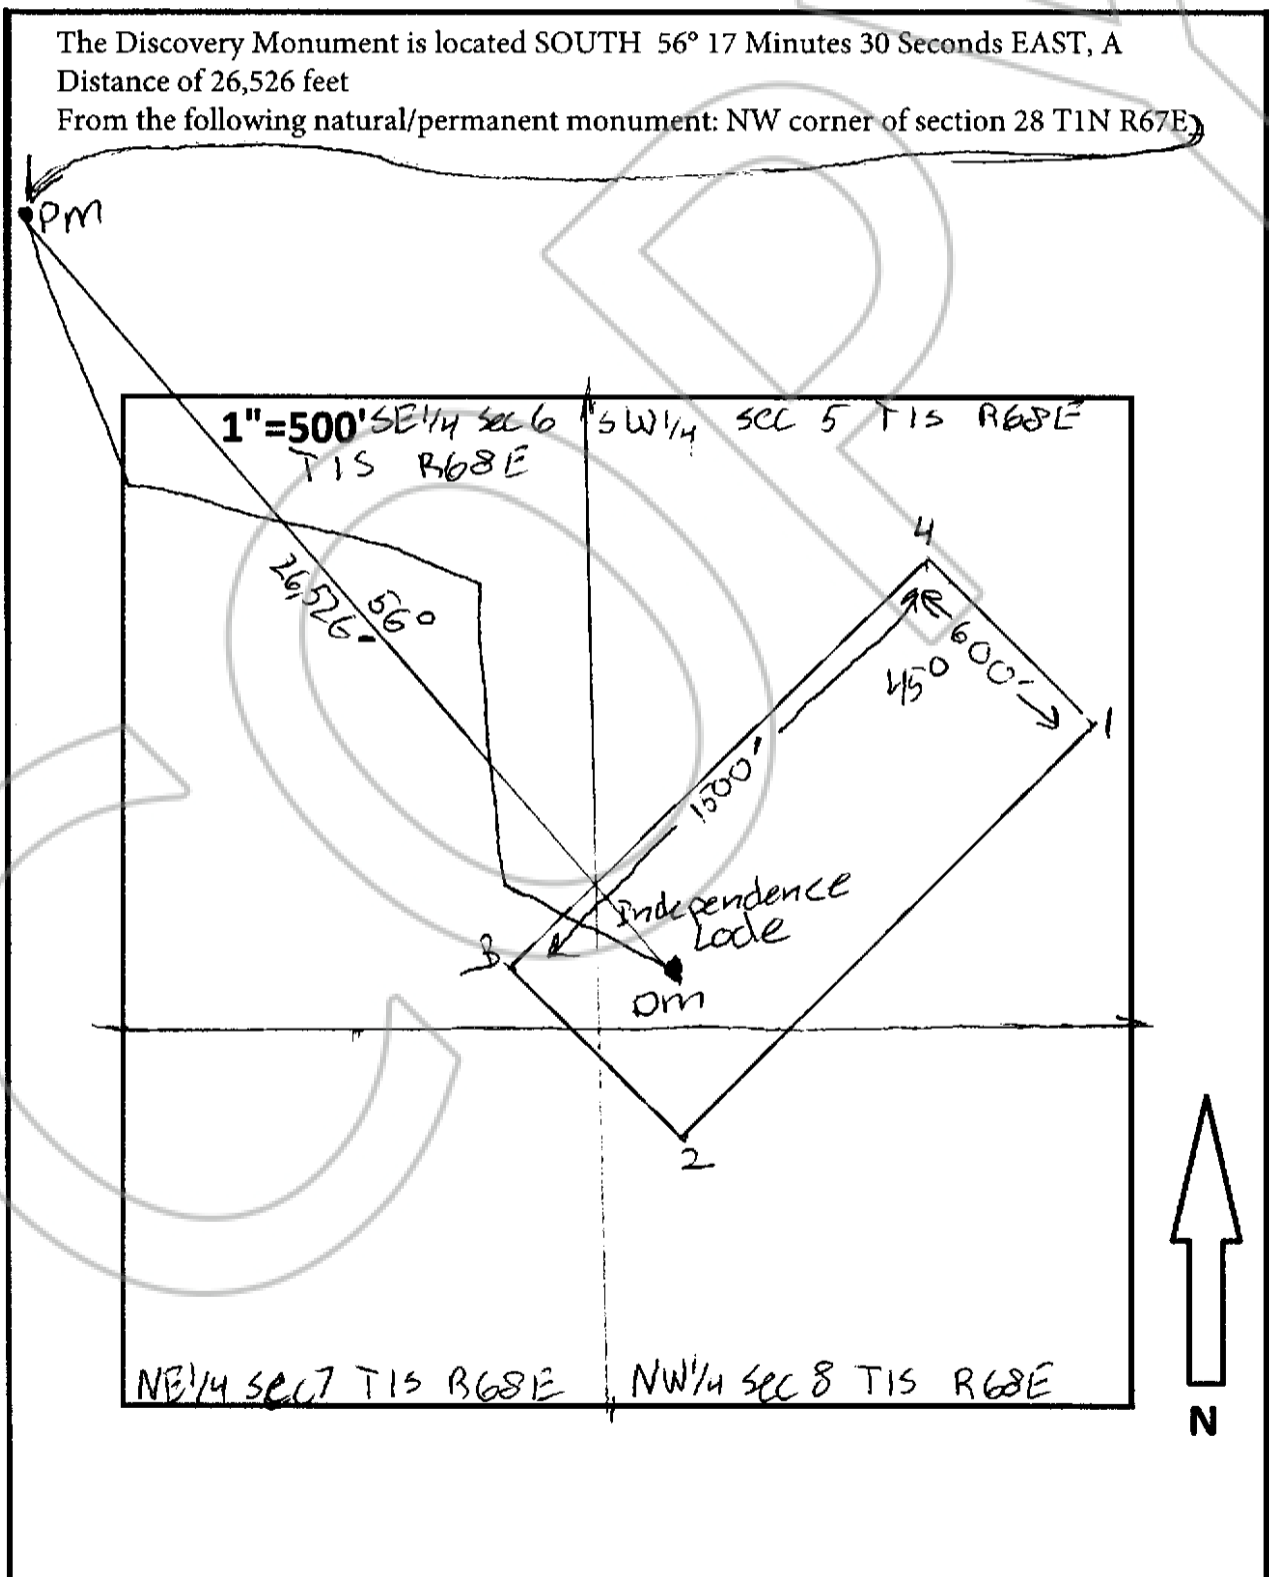 The Discovery Monument is located SOUTH 56° 17 Minutes 30 Seconds EAST, A
Distance of 26,526 feet
From the following natural/permanent monument: NW corner of section 28 T1N R67E
PM
1"=500' SE1/4 sec 6
T1S R68E
SW1/4 sec 5 T1S R68E
4
26,526'
56°
600'
45°
1
1500'
Independence
Lode
3
DM
2
NE1/4 sec 7 T1S R68E
NW1/4 sec 8 T1S R68E
N
COPY